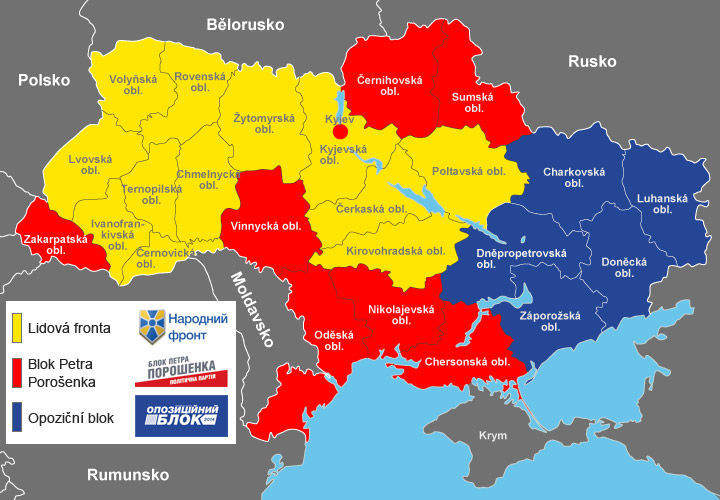 Bělorusko
Polsko
Rusko
Volyňská
obl.
Rovenská
obl.
Žytomyrská
obl.
Kyjev
Kyjevská
obl.
Černihovská
obl.
Sumská
obl.
Lvovská
obl.
Ternopilská
obl.
Chmelnycká
obl.
Poltavská obl.
Charkovská
obl.
Luhanská
obl.
Zakarpatská
obl.
Ivanofran-
kivská
obl.
Černovická
obl.
Vinnycká obl.
Čerkaská obl.
Kirovohradská obl.
Dněpropetrovská
obl.
Doněcká
obl.
Záporožská
obl.
Moldavsko
Oděská
obl.
Nikolajevská
obl.
Chersonská obl.
Krym
Rumunsko
Lidová fronta
Народний
фронт
Blok Petra
Porošenka
БЛОК ПЕТРА
ПОРОШЕНКА
ПОЛІТИЧНА ПАРТІЯ
Opoziční blok
ОПОЗИЦІЙНИЙ
БЛОК 2014